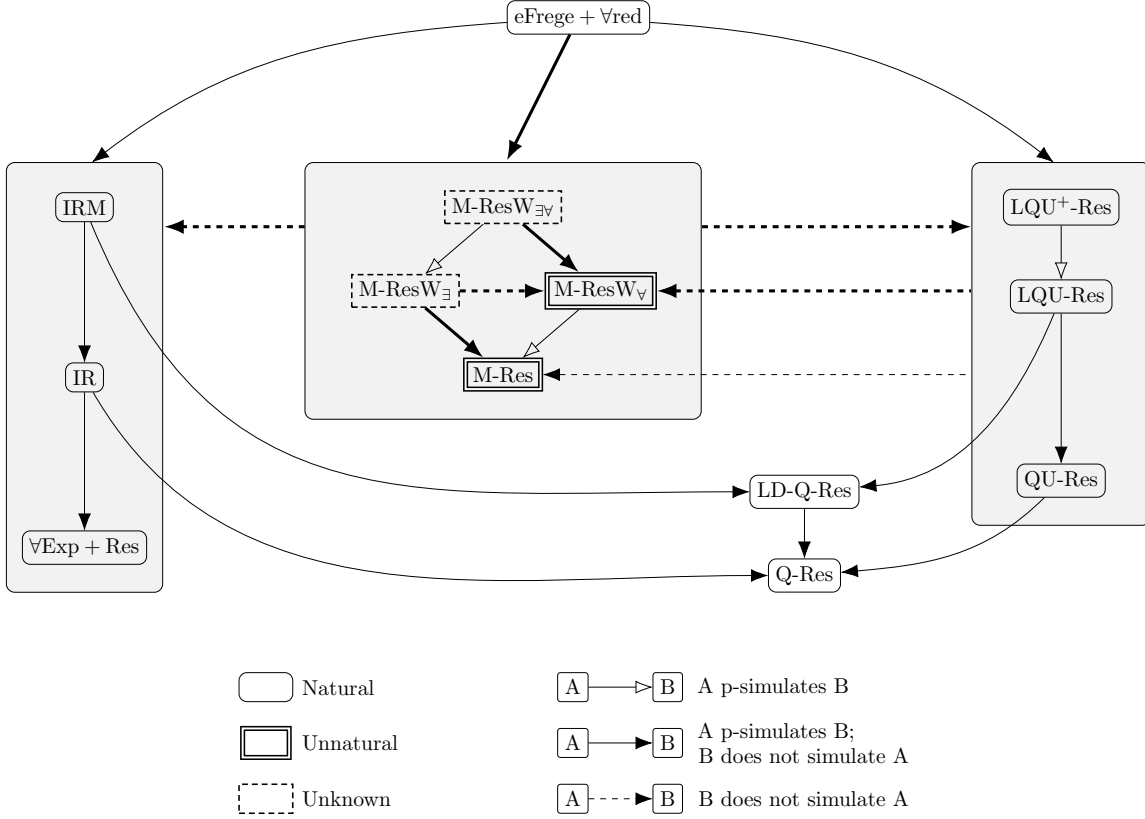 eFrege + ∀red
IRM
M-ResW∃∀
LQU⁺-Res
M-ResW∃
M-ResW∀
LQU-Res
IR
M-Res
LD-Q-Res
QU-Res
∀Exp + Res
Q-Res
Natural
A
B
A p-simulates B
Unnatural
A
B
A p-simulates B;
B does not simulate A
Unknown
A
B
B does not simulate A